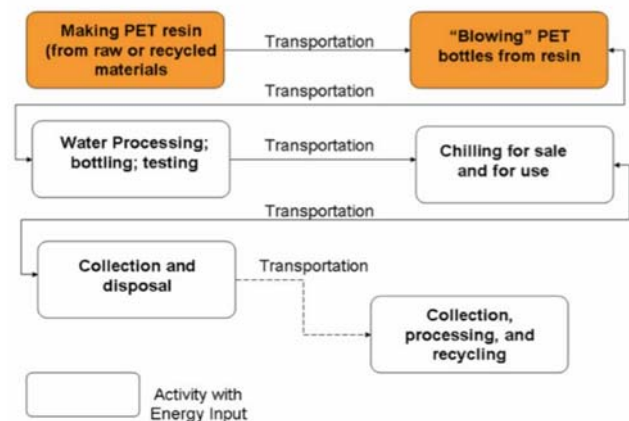 Making PET resin
(from raw or recycled
materials
Transportation
“Blowing” PET
bottles from resin
Transportation
Water Processing;
bottling; testing
Transportation
Chilling for sale
and for use
Transportation
Collection and
disposal
Transportation
Collection,
processing, and
recycling
Activity with
Energy Input